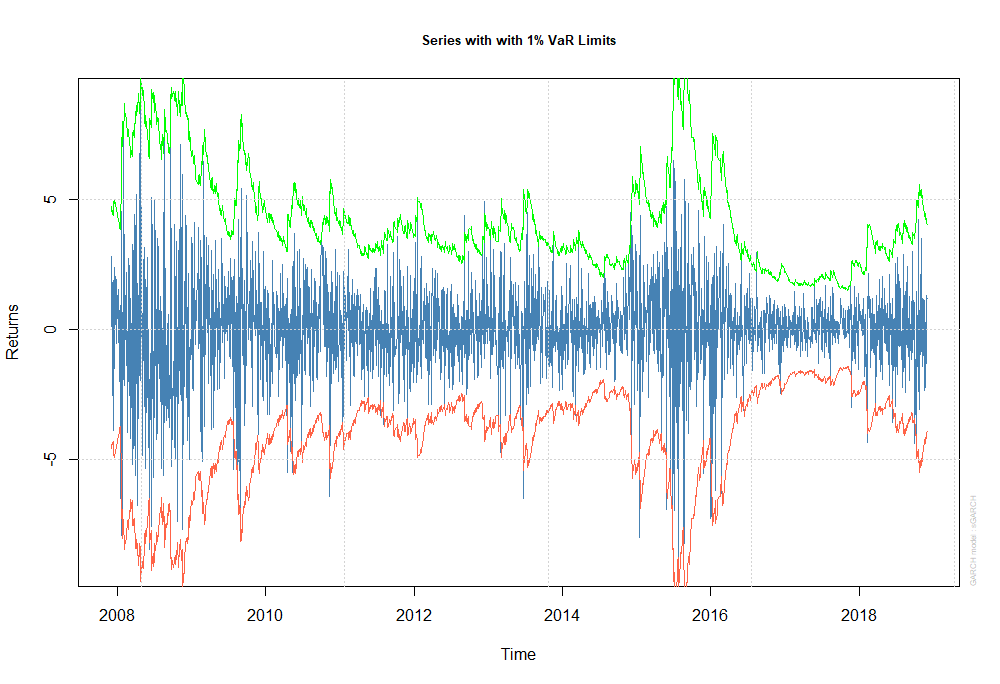 Series with with 1% VaR Limits
Returns
5
0
-5
2008 2010 2012 2014 2016 2018
Time
GARCH model : sGARCH